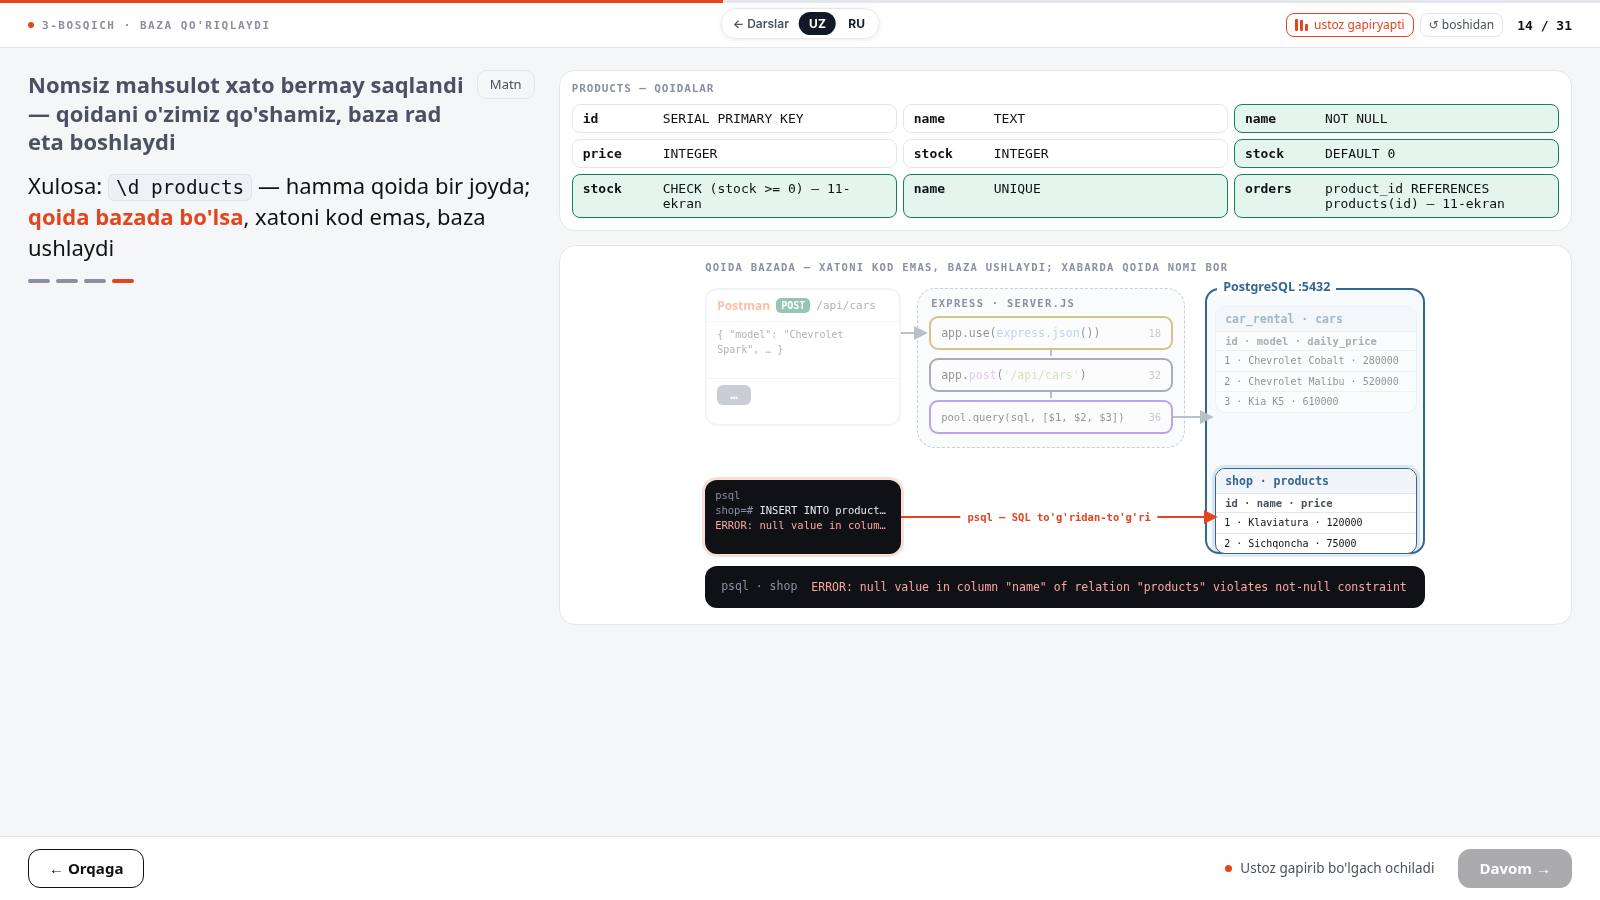 3-BOSQICH · BAZA QO'RIQLAYDI
← Darslar UZ RU
ustoz gapiryapti
↺ boshidan
14 / 31
Nomsiz mahsulot xato bermay saqlandi
— qoidani o'zimiz qo'shamiz, baza rad
eta boshlaydi
Matn
Xulosa: \d products — hamma qoida bir joyda;
qoida bazada bo'lsa, xatoni kod emas, baza
ushlaydi
PRODUCTS — QOIDALAR
id SERIAL PRIMARY KEY
name TEXT
name NOT NULL
price INTEGER
stock INTEGER
stock DEFAULT 0
stock CHECK (stock >= 0) — 11-
ekran
name UNIQUE
orders product_id REFERENCES
products(id) — 11-ekran
QOIDA BAZADA — XATONI KOD EMAS, BAZA USHLAYDI; XABARDA QOIDA NOMI BOR
Postman POST /api/cars
{ "model": "Chevrolet
Spark", … }
…
EXPRESS · SERVER.JS
app.use(express.json()) 18
app.post('/api/cars') 32
pool.query(sql, [$1, $2, $3]) 36
PostgreSQL :5432
car_rental · cars
id · model · daily_price
1 · Chevrolet Cobalt · 280000
2 · Chevrolet Malibu · 520000
3 · Kia K5 · 610000
psql
shop=# INSERT INTO product…
ERROR: null value in colum…
psql — SQL to'g'ridan-to'g'ri
shop · products
id · name · price
1 · Klaviatura · 120000
2 · Sichqoncha · 75000
psql · shop ERROR: null value in column "name" of relation "products" violates not-null constraint
← Orqaga
Ustoz gapirib bo'lgach ochiladi
Davom →